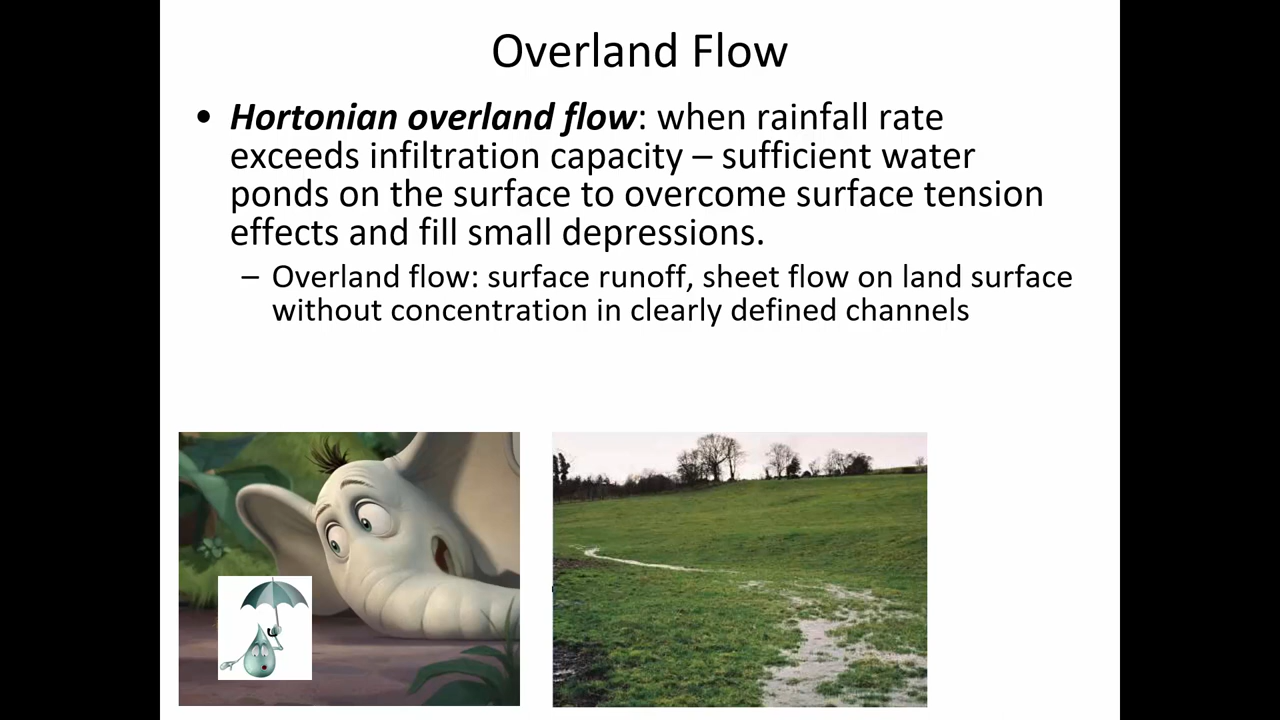 Overland Flow
• Hortonian overland flow: when rainfall rate
exceeds infiltration capacity – sufficient water
ponds on the surface to overcome surface tension
effects and fill small depressions.
– Overland flow: surface runoff, sheet flow on land surface
without concentration in clearly defined channels